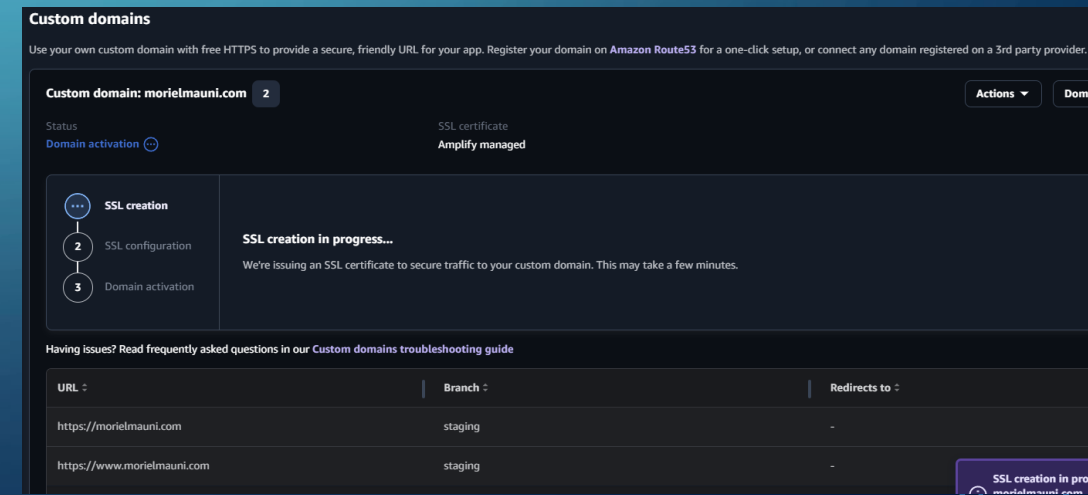 Custom domains
Use your own custom domain with free HTTPS to provide a secure, friendly URL for your app. Register your domain on Amazon Route53 for a one-click setup, or connect any domain registered on a 3rd party provider.
Custom domain: morielmauni.com 2
Actions
Status
SSL certificate
Domain activation
Amplify managed
SSL creation
2 SSL configuration
3 Domain activation
SSL creation in progress...
We're issuing an SSL certificate to secure traffic to your custom domain. This may take a few minutes.
Having issues? Read frequently asked questions in our Custom domains troubleshooting guide
URL Branch Redirects to
https://morielmauni.com staging -
https://www.morielmauni.com staging -
SSL creation in
morielmauni.com